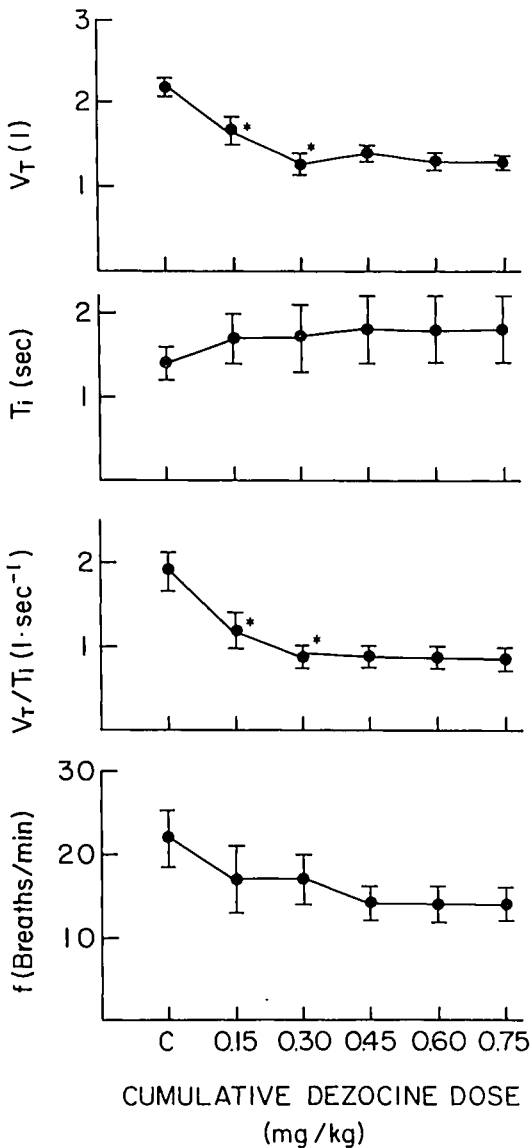 3
2
1
V_T (l)
*
*
2
1
T_i (sec)
2
1
V_T/T_i (l·sec⁻¹)
*
*
30
20
10
f (Breaths/min)
C 0.15 0.30 0.45 0.60 0.75
CUMULATIVE DEZOCINE DOSE
(mg/kg)